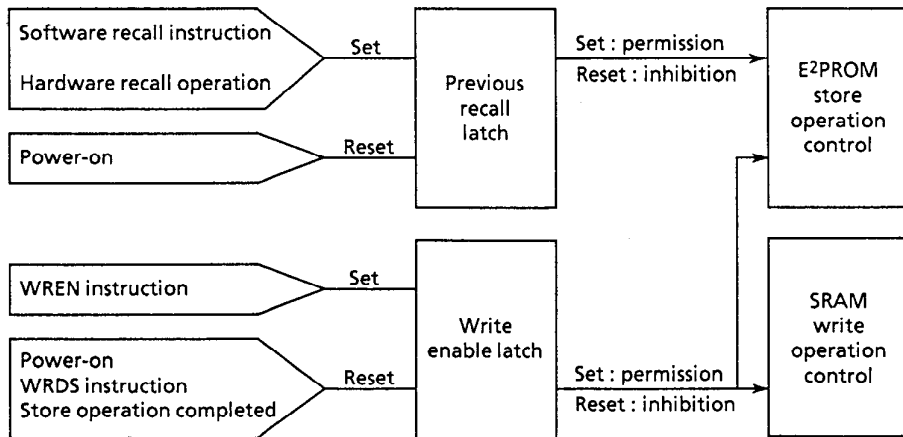 Software recall instruction
Hardware recall operation
Set
Power-on
Reset
Previous
recall
latch
Set : permission
Reset : inhibition
E²PROM
store
operation
control
WREN instruction
Set
Power-on
WRDS instruction
Store operation completed
Reset
Write
enable latch
Set : permission
Reset : inhibition
SRAM
write
operation
control